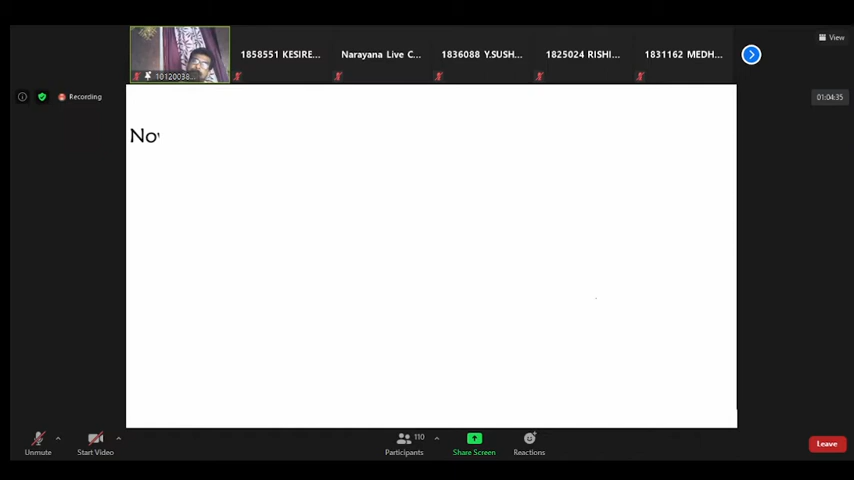 View
1858551 KESIRE...
Narayana Live C...
1836088 Y.SUSH...
1825024 RISHI...
1831162 MEDH...
10120038...
Recording
01:04:35
Unmute
Start Video
Participants
110
Share Screen
Reactions
Leave